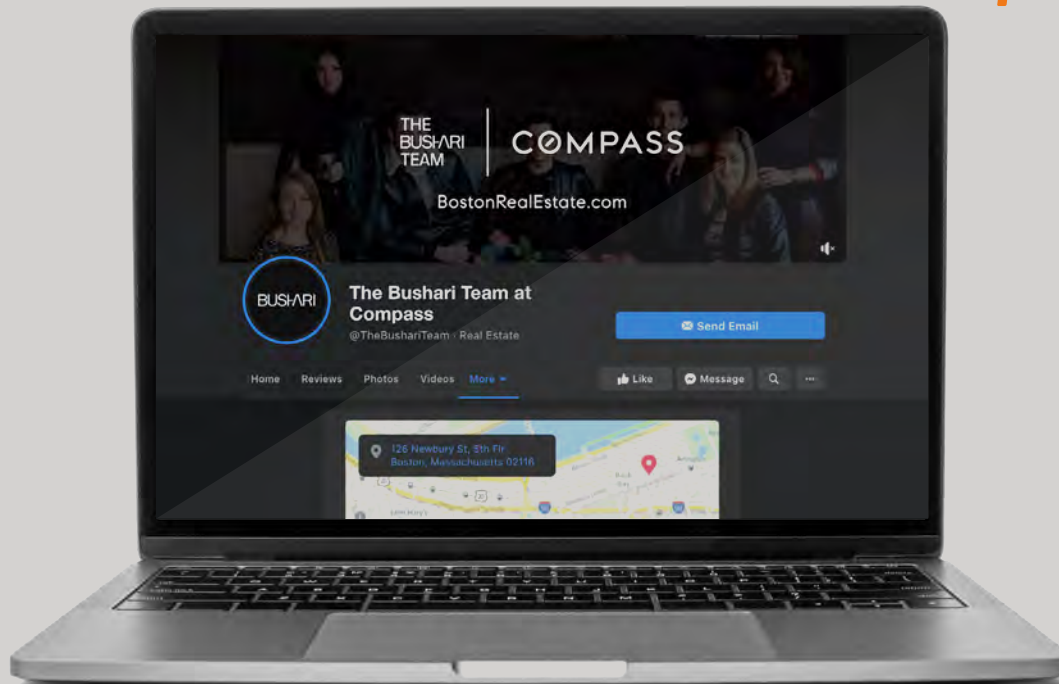 THE
BUSHARI
TEAM
COMPASS
BostonRealEstate.com
BUSHARI
The Bushari Team at
Compass
@TheBushariTeam · Real Estate
Send Email
Home Reviews Photos Videos More
Like Message
126 Newbury St, 5th Flr
Boston, Massachusetts 02116